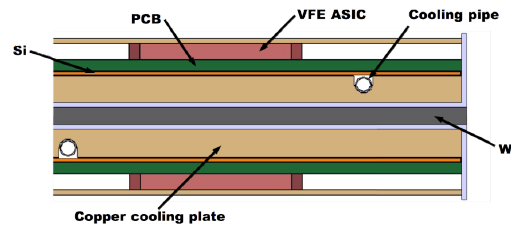 PCB
VFE ASIC
Cooling pipe
Si
W
Copper cooling plate